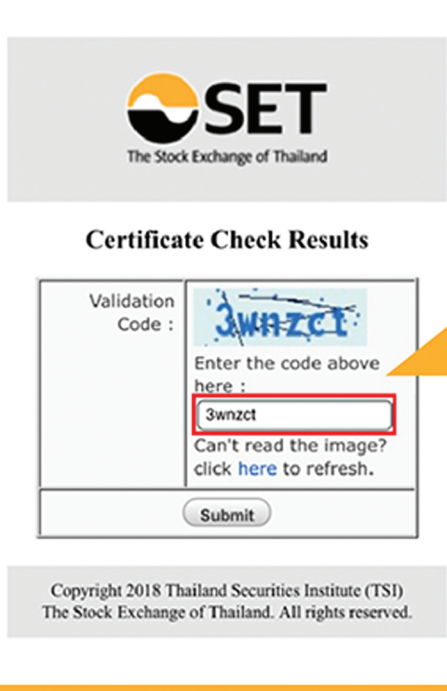 SET
The Stock Exchange of Thailand
Certificate Check Results
Validation
Code :
3wnzct
Enter the code above
here :
3wnzct
Can't read the image?
click here to refresh.
Submit
Copyright 2018 Thailand Securities Institute (TSI)
The Stock Exchange of Thailand. All rights reserved.